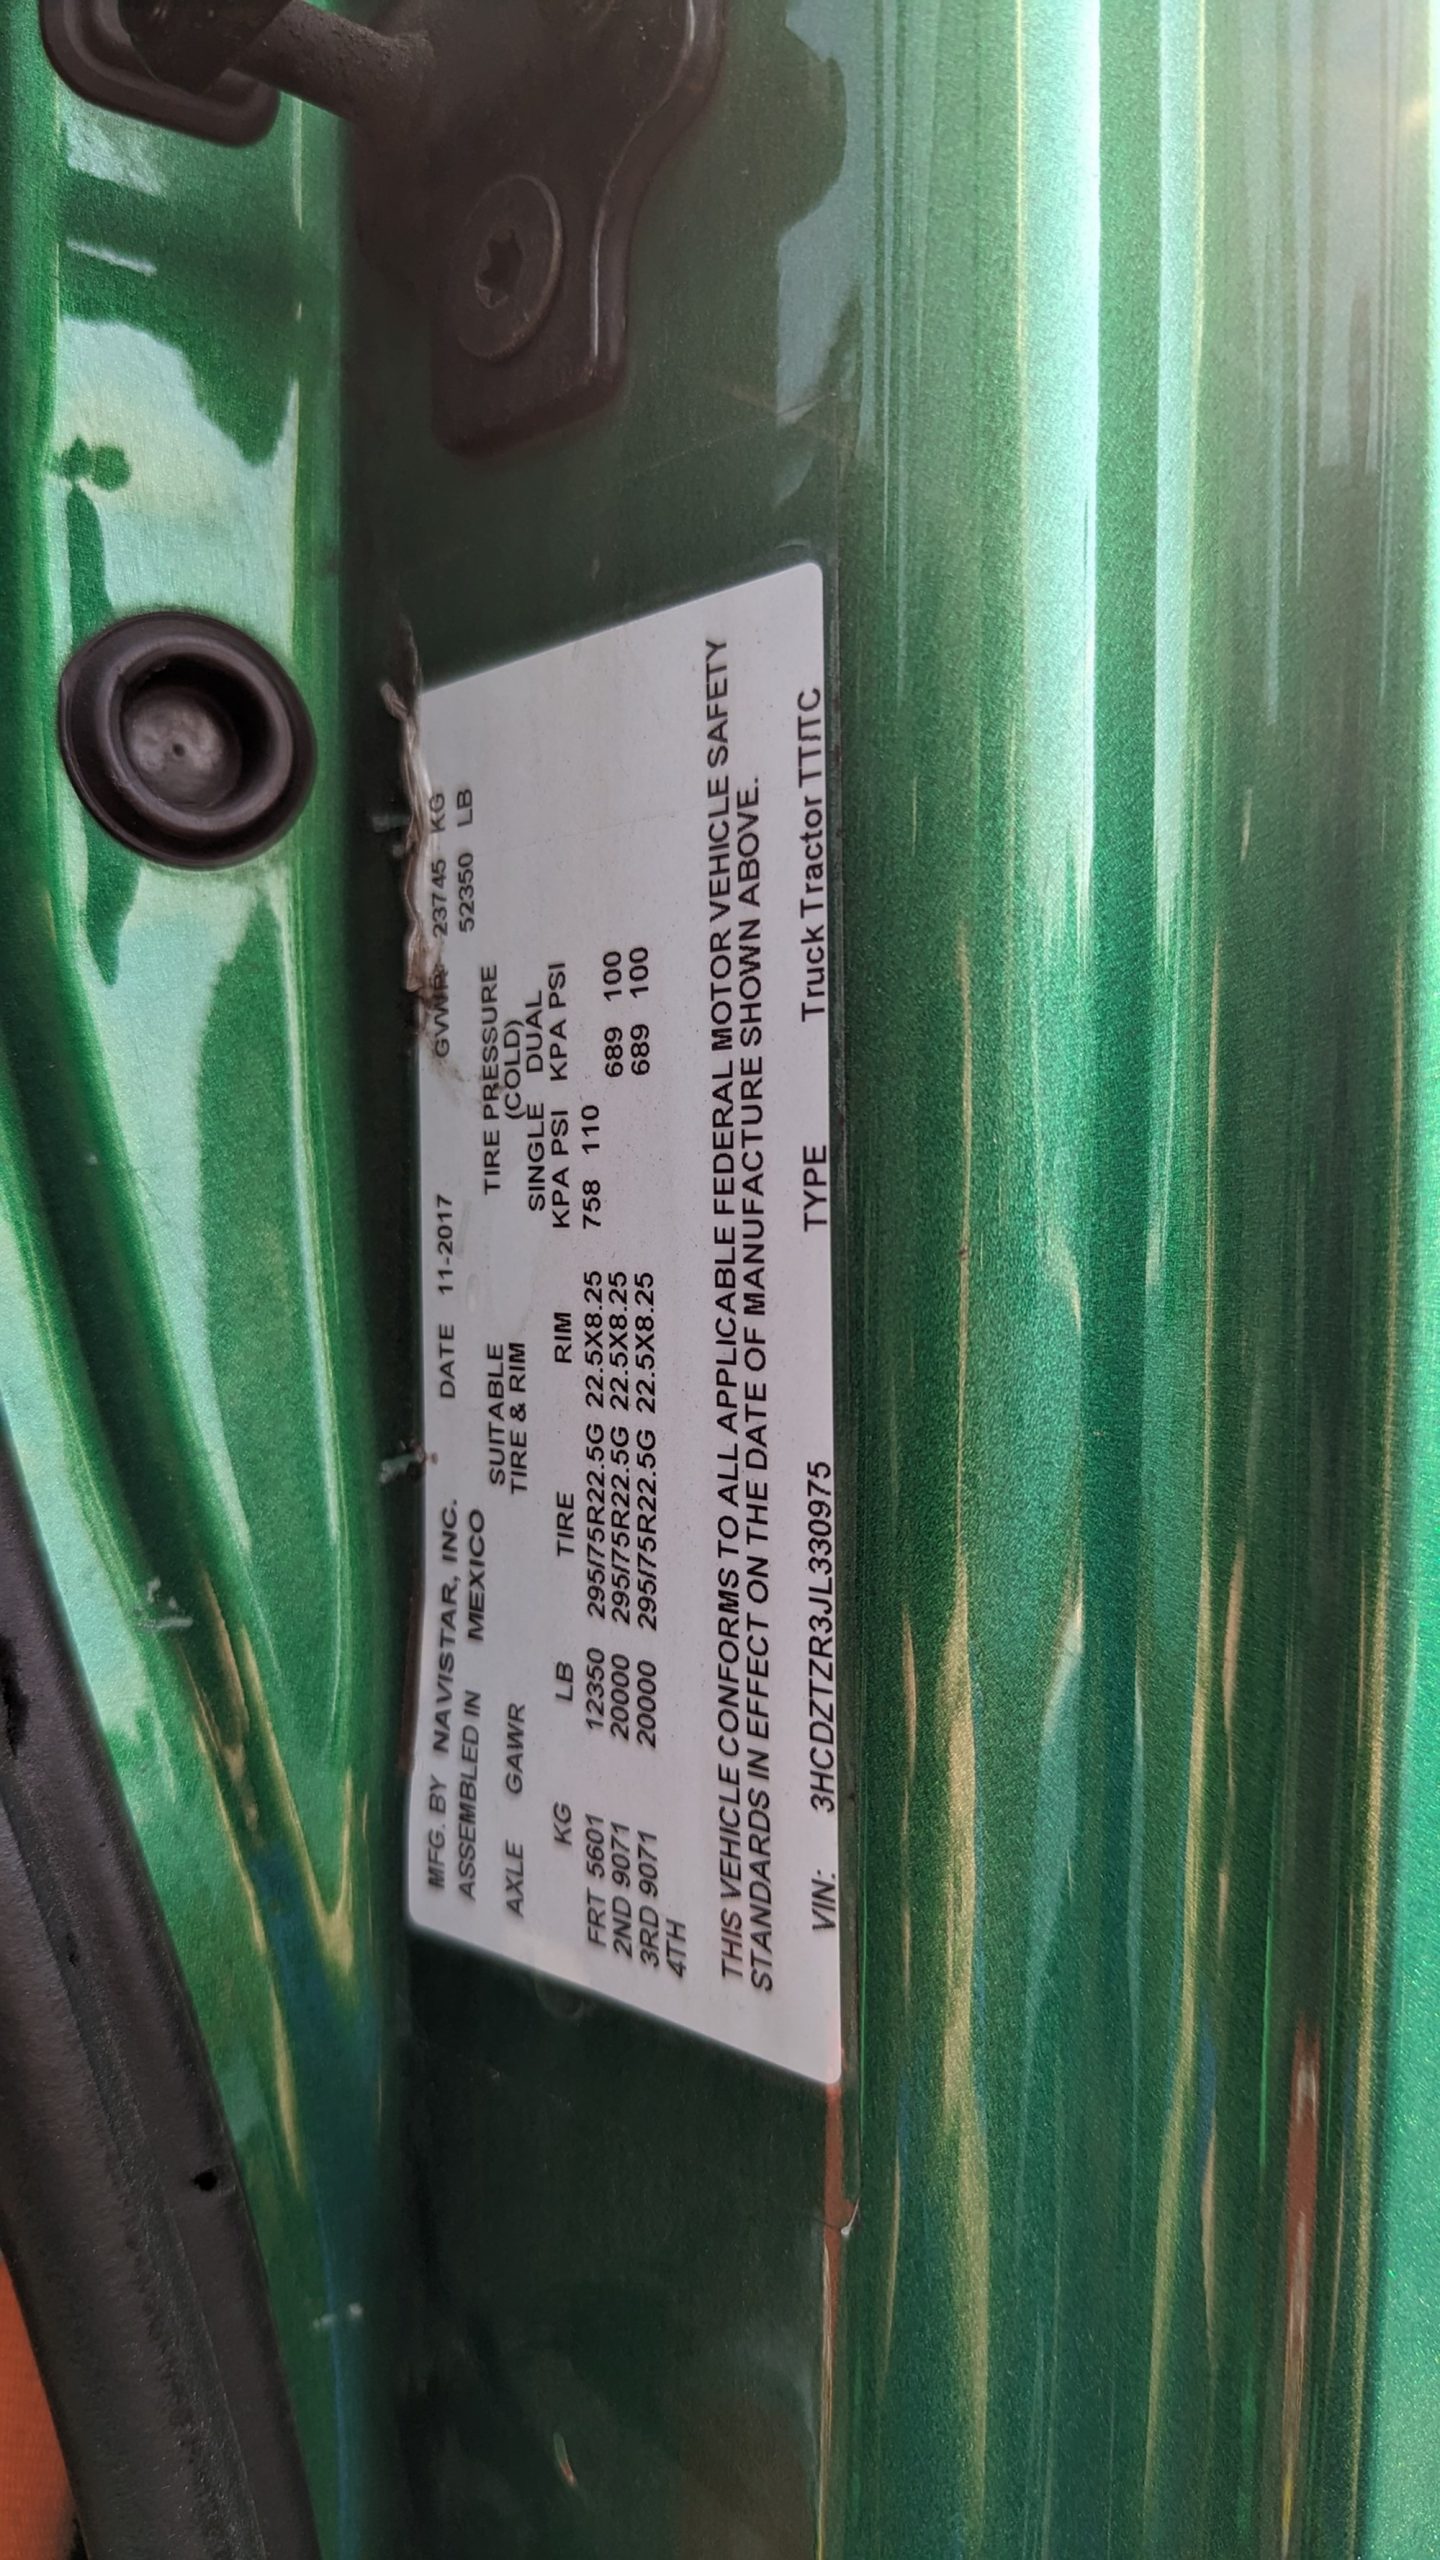 MFG. BY NAVISTAR, INC. DATE 11-2017 GVWR 23745 KG
ASSEMBLED IN MEXICO 52350 LB
SUITABLE TIRE PRESSURE
AXLE GAWR TIRE & RIM (COLD)
SINGLE DUAL
KG LB TIRE RIM KPA PSI KPA PSI
FRT 5601 12350 295/75R22.5G 22.5X8.25 758 110
2ND 9071 20000 295/75R22.5G 22.5X8.25 689 100
3RD 9071 20000 295/75R22.5G 22.5X8.25 689 100
4TH
THIS VEHICLE CONFORMS TO ALL APPLICABLE FEDERAL MOTOR VEHICLE SAFETY
STANDARDS IN EFFECT ON THE DATE OF MANUFACTURE SHOWN ABOVE.
VIN: 3HCDZTZR3JL330975 TYPE Truck Tractor TT/TC